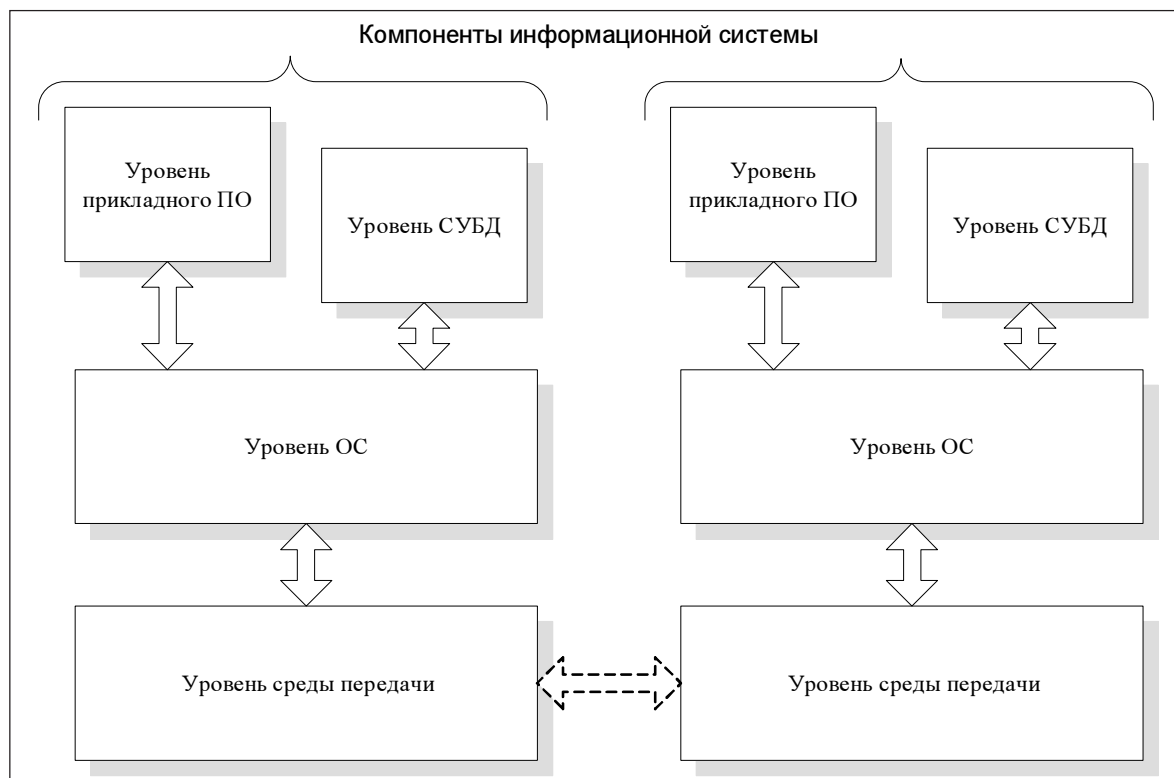 Компоненты информационной системы
Уровень
прикладного ПО
Уровень СУБД
Уровень ОС
Уровень среды передачи
Уровень
прикладного ПО
Уровень СУБД
Уровень ОС
Уровень среды передачи